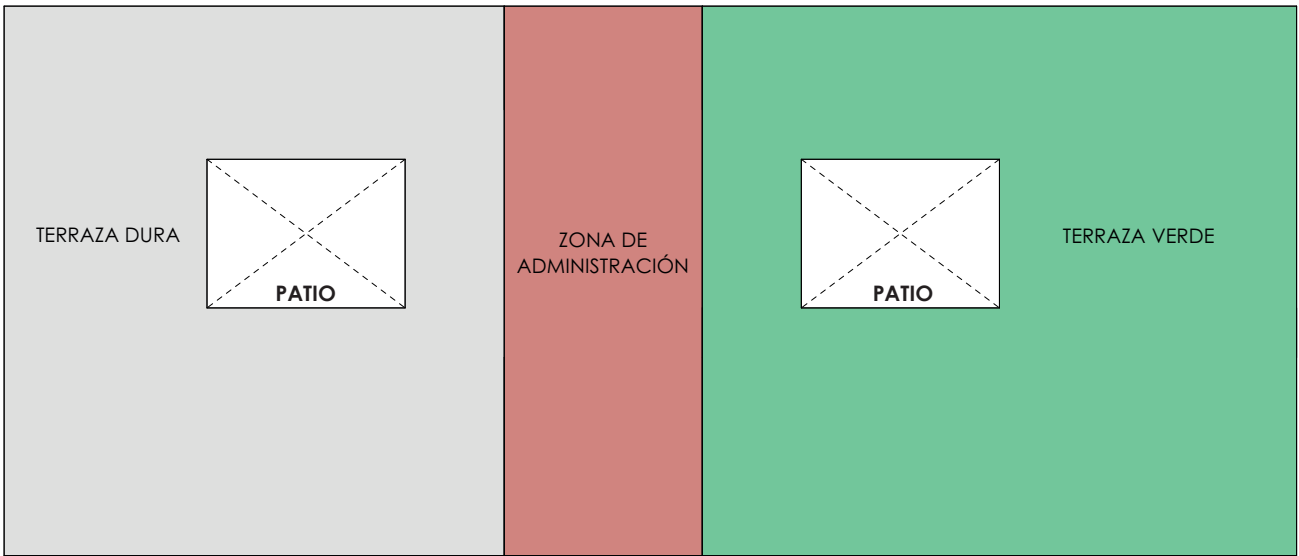 TERRAZA DURA
PATIO
ZONA DE
ADMINISTRACIÓN
PATIO
TERRAZA VERDE